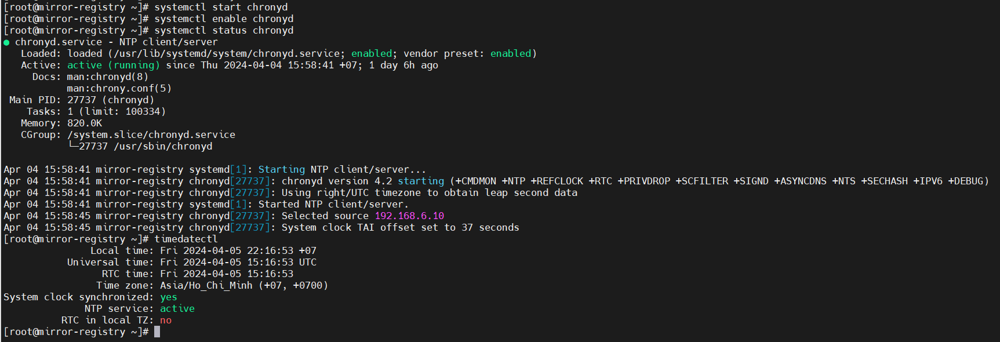 [root@mirror-registry ~]# systemctl start chronyd
[root@mirror-registry ~]# systemctl enable chronyd
[root@mirror-registry ~]# systemctl status chronyd
● chronyd.service - NTP client/server
   Loaded: loaded (/usr/lib/systemd/system/chronyd.service; enabled; vendor preset: enabled)
   Active: active (running) since Thu 2024-04-04 15:58:41 +07; 1 day 6h ago
     Docs: man:chronyd(8)
           man:chrony.conf(5)
 Main PID: 27737 (chronyd)
    Tasks: 1 (limit: 100334)
   Memory: 820.0K
   CGroup: /system.slice/chronyd.service
           └─27737 /usr/sbin/chronyd

Apr 04 15:58:41 mirror-registry systemd[1]: Starting NTP client/server...
Apr 04 15:58:41 mirror-registry chronyd[27737]: chronyd version 4.2 starting (+CMDMON +NTP +REFCLOCK +RTC +PRIVDROP +SCFILTER +SIGND +ASYNCDNS +NTS +SECHASH +IPV6 +DEBUG)
Apr 04 15:58:41 mirror-registry chronyd[27737]: Using right/UTC timezone to obtain leap second data
Apr 04 15:58:41 mirror-registry systemd[1]: Started NTP client/server.
Apr 04 15:58:45 mirror-registry chronyd[27737]: Selected source 192.168.6.10
Apr 04 15:58:45 mirror-registry chronyd[27737]: System clock TAI offset set to 37 seconds
[root@mirror-registry ~]# timedatectl
               Local time: Fri 2024-04-05 22:16:53 +07
           Universal time: Fri 2024-04-05 15:16:53 UTC
                 RTC time: Fri 2024-04-05 15:16:53
                Time zone: Asia/Ho_Chi_Minh (+07, +0700)
System clock synchronized: yes
              NTP service: active
          RTC in local TZ: no
[root@mirror-registry ~]#